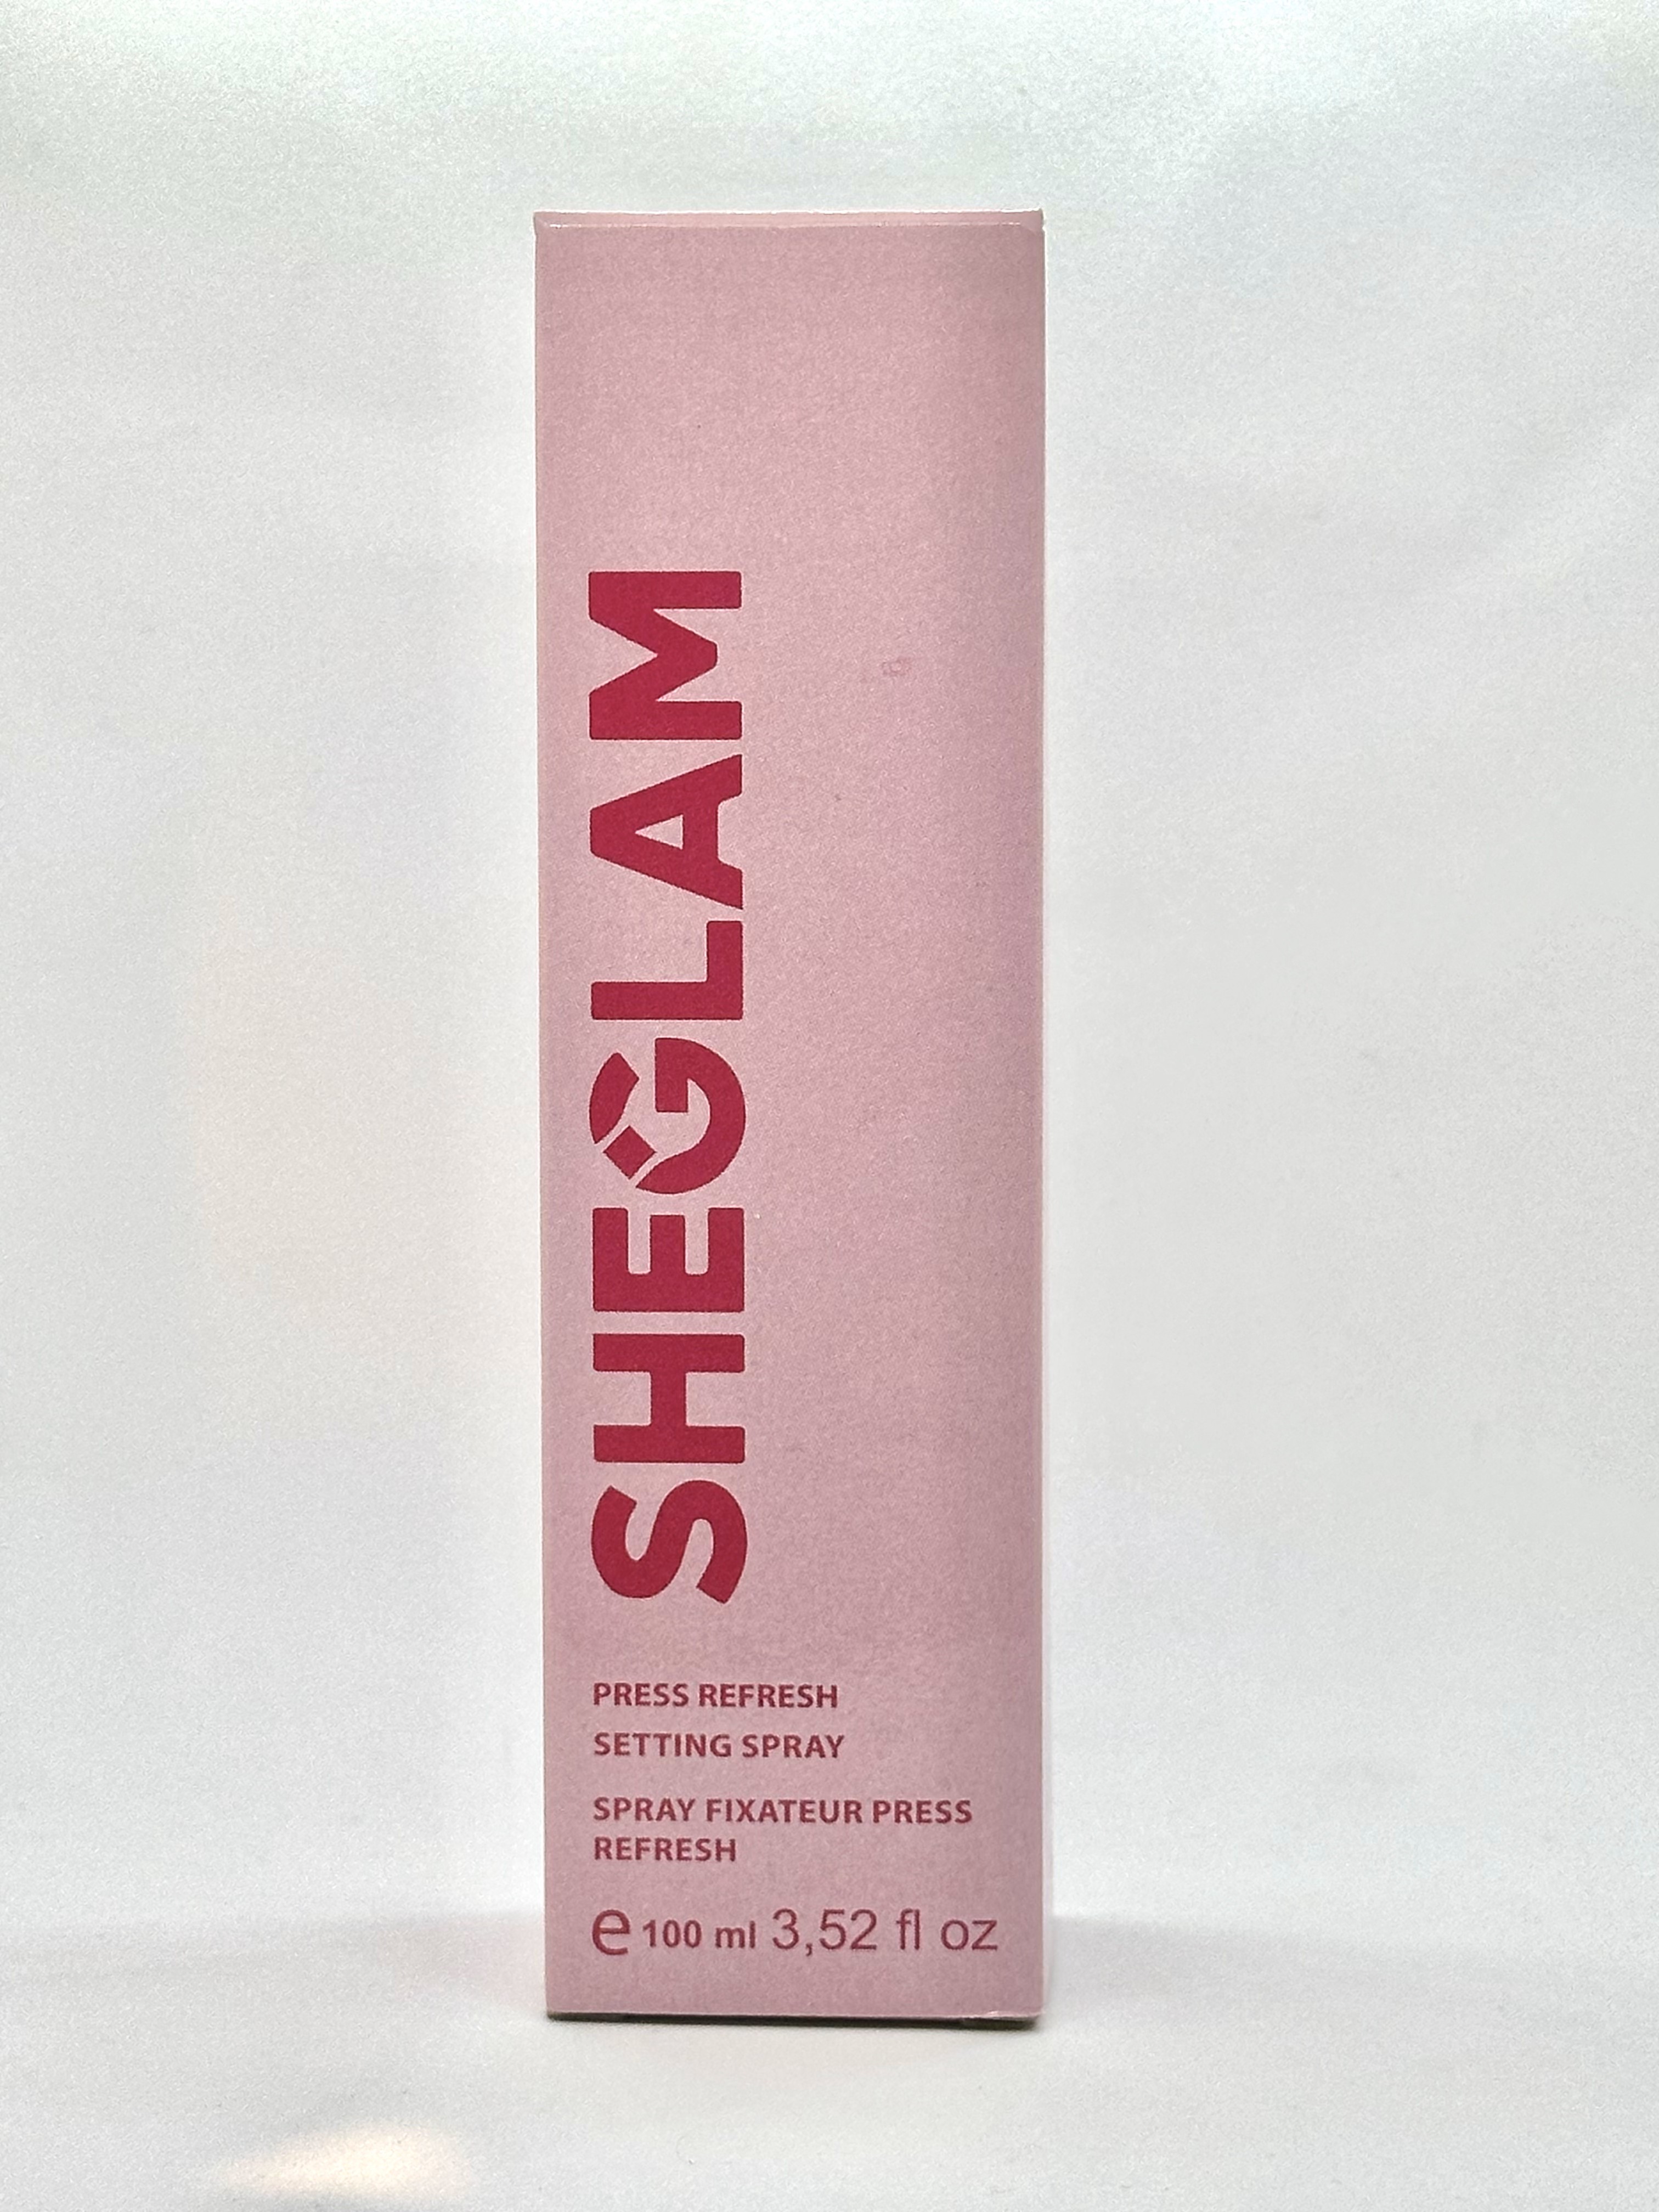 SHEGLAM
PRESS REFRESH
SETTING SPRAY
SPRAY FIXATEUR PRESS
REFRESH
e 100 ml 3,52 fl oz